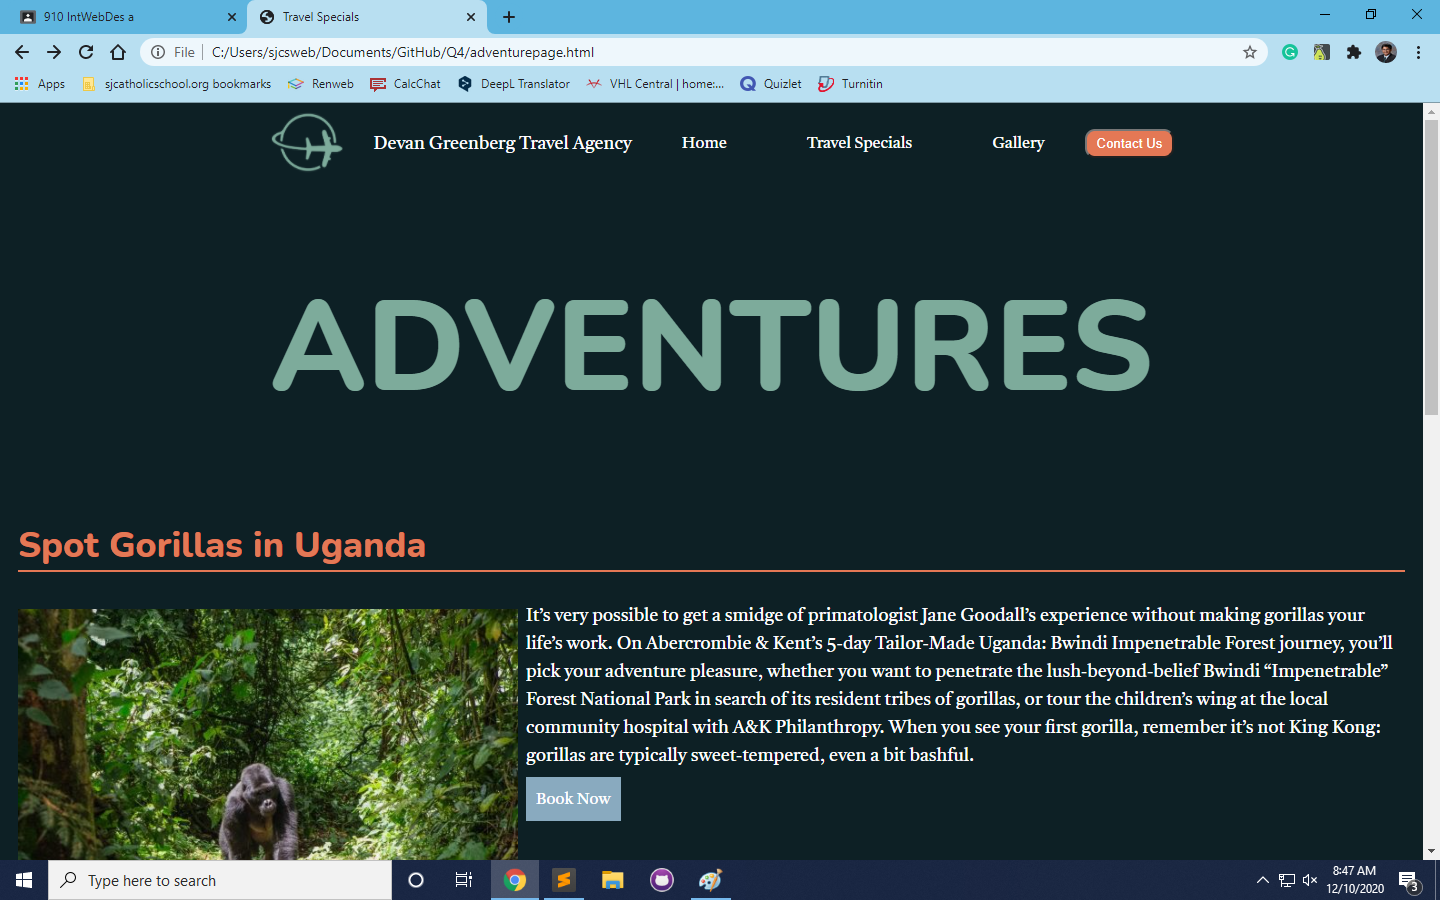 910 IntWebDes a
Travel Specials
File
C:/Users/sjcsweb/Documents/GitHub/Q4/adventurepage.html
Apps
sjcatholicschool.org bookmarks
Renweb
CalcChat
DeepL Translator
VHL Central | home:...
Quizlet
Turnitin
Devan Greenberg Travel Agency
Home
Travel Specials
Gallery
Contact Us
ADVENTURES
Spot Gorillas in Uganda
It’s very possible to get a smidge of primatologist Jane Goodall’s experience without making gorillas your
life’s work. On Abercrombie & Kent’s 5-day Tailor-Made Uganda: Bwindi Impenetrable Forest journey, you’ll
pick your adventure pleasure, whether you want to penetrate the lush-beyond-belief Bwindi “Impenetrable”
Forest National Park in search of its resident tribes of gorillas, or tour the children’s wing at the local
community hospital with A&K Philanthropy. When you see your first gorilla, remember it’s not King Kong:
gorillas are typically sweet-tempered, even a bit bashful.
Book Now
Type here to search
8:47 AM
12/10/2020
3